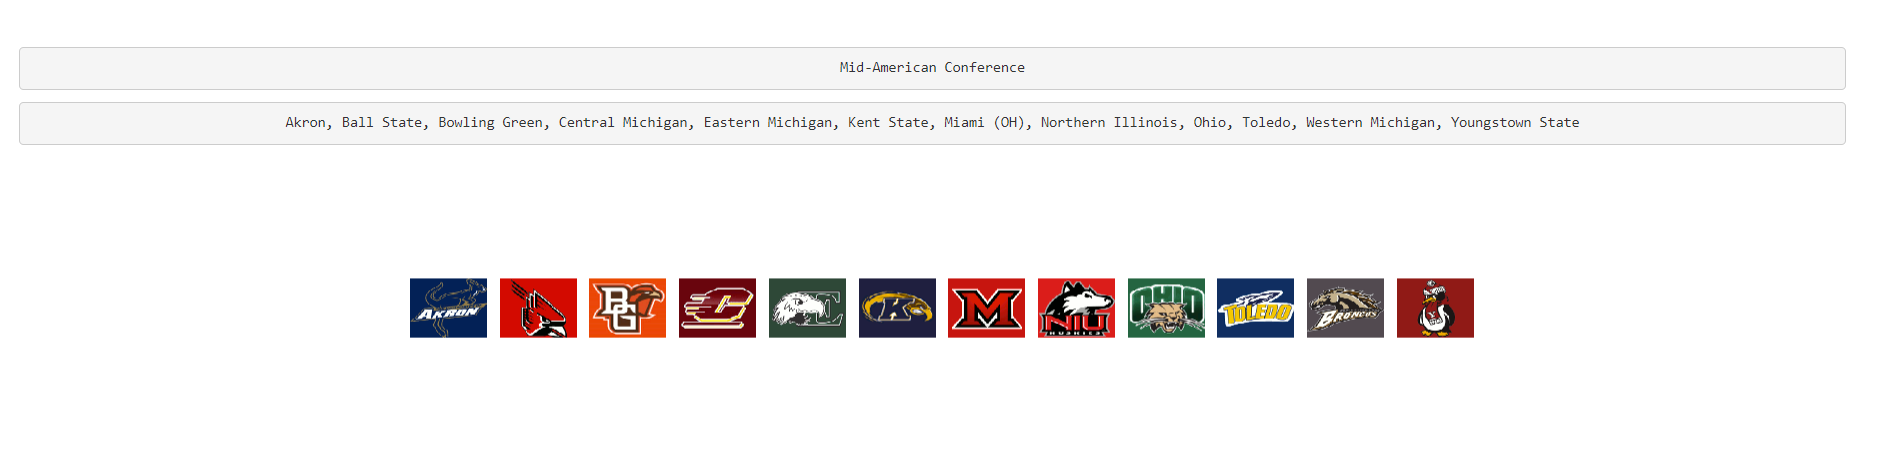 Mid-American Conference
Akron, Ball State, Bowling Green, Central Michigan, Eastern Michigan, Kent State, Miami (OH), Northern Illinois, Ohio, Toledo, Western Michigan, Youngstown State
AKRON BG C E K M NIU HUSKIES OHIO TOLEDO BRONCOS Y